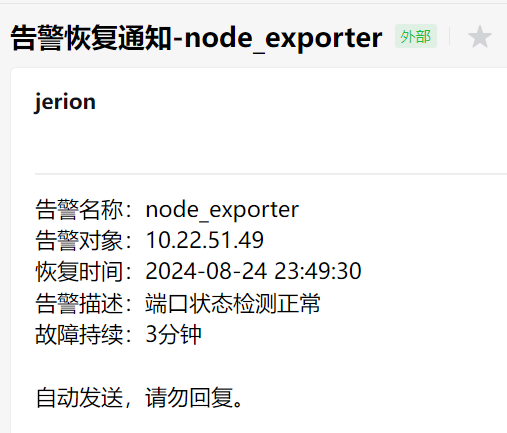 告警恢复通知-node_exporter 外部
jerion
告警名称：node_exporter
告警对象：10.22.51.49
恢复时间：2024-08-24 23:49:30
告警描述：端口状态检测正常
故障持续：3分钟
自动发送，请勿回复。